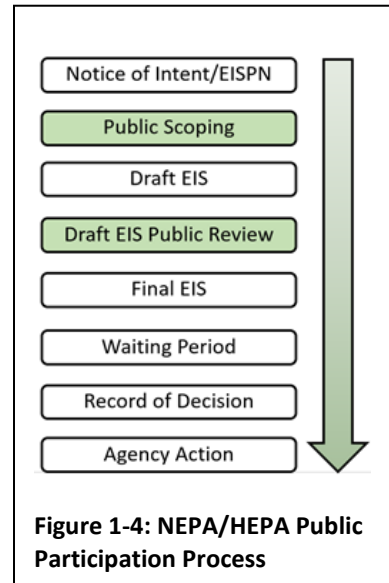 Notice of Intent/EISPN
Public Scoping
Draft EIS
Draft EIS Public Review
Final EIS
Waiting Period
Record of Decision
Agency Action
Figure 1-4: NEPA/HEPA Public
Participation Process